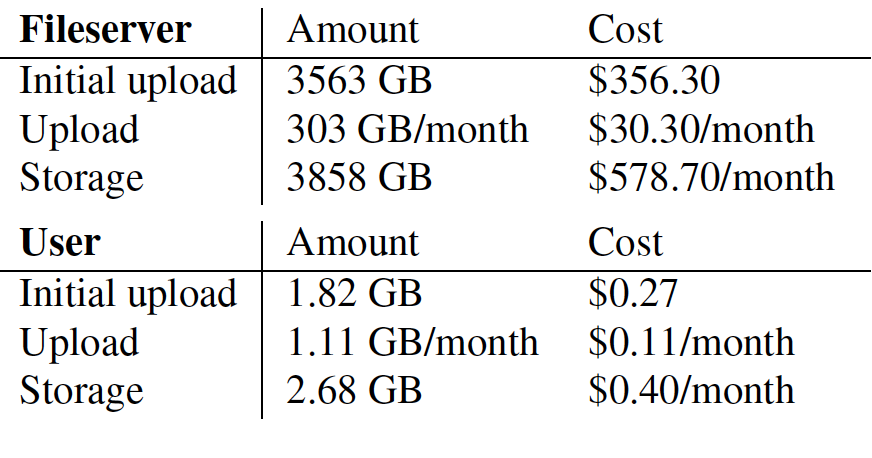 Fileserver Amount Cost
Initial upload 3563 GB $356.30
Upload 303 GB/month $30.30/month
Storage 3858 GB $578.70/month
User Amount Cost
Initial upload 1.82 GB $0.27
Upload 1.11 GB/month $0.11/month
Storage 2.68 GB $0.40/month